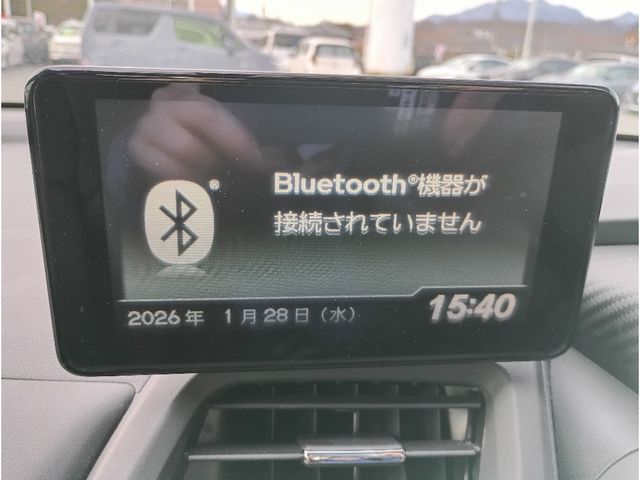 Bluetooth®機器が
接続されていません
®
2026年 1月28日(水)
15:40